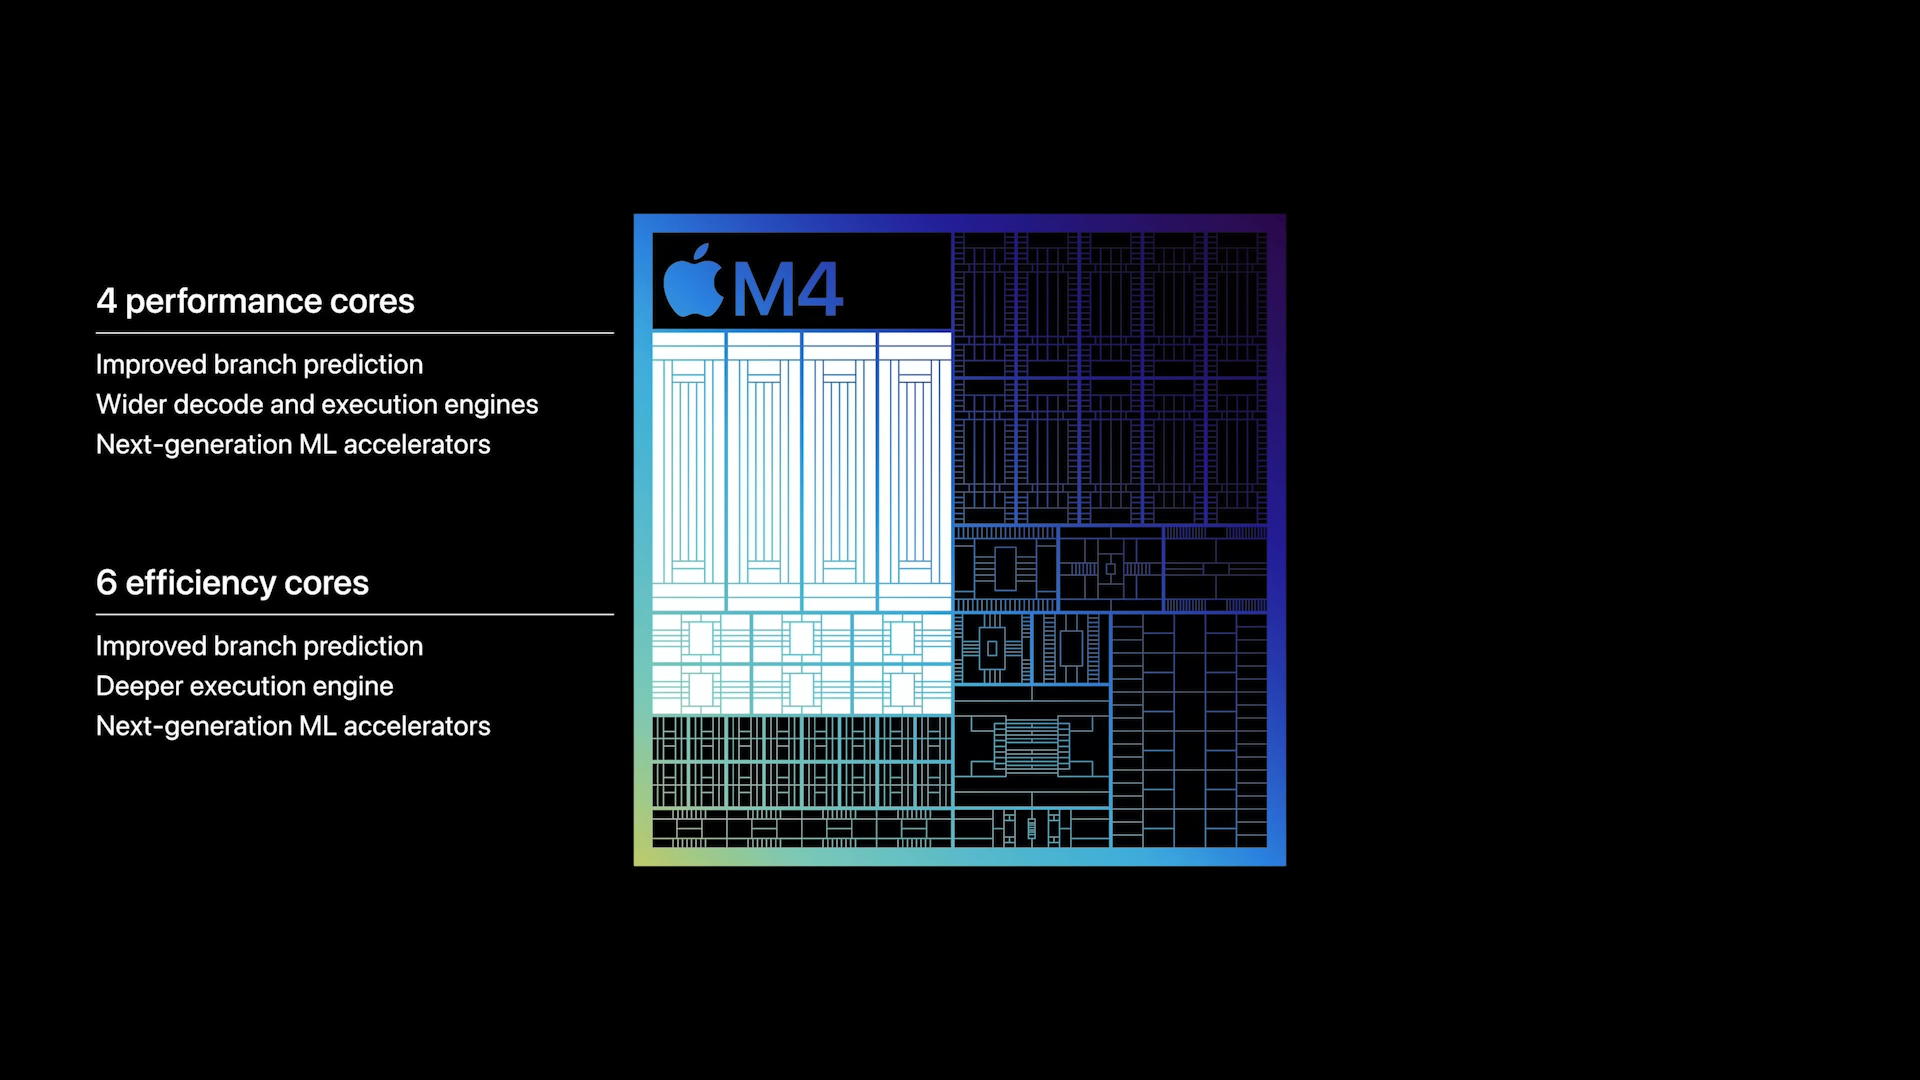 4 performance cores
Improved branch prediction
Wider decode and execution engines
Next-generation ML accelerators
6 efficiency cores
Improved branch prediction
Deeper execution engine
Next-generation ML accelerators
M4